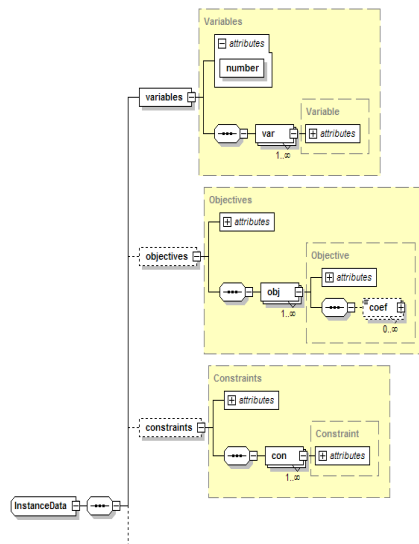 Variables
attributes
number
variables
Variable
var
attributes
1..∞
Objectives
attributes
Objective
objectives
attributes
obj
coef
1..∞
0..∞
Constraints
attributes
constraints
Constraint
con
attributes
1..∞
InstanceData